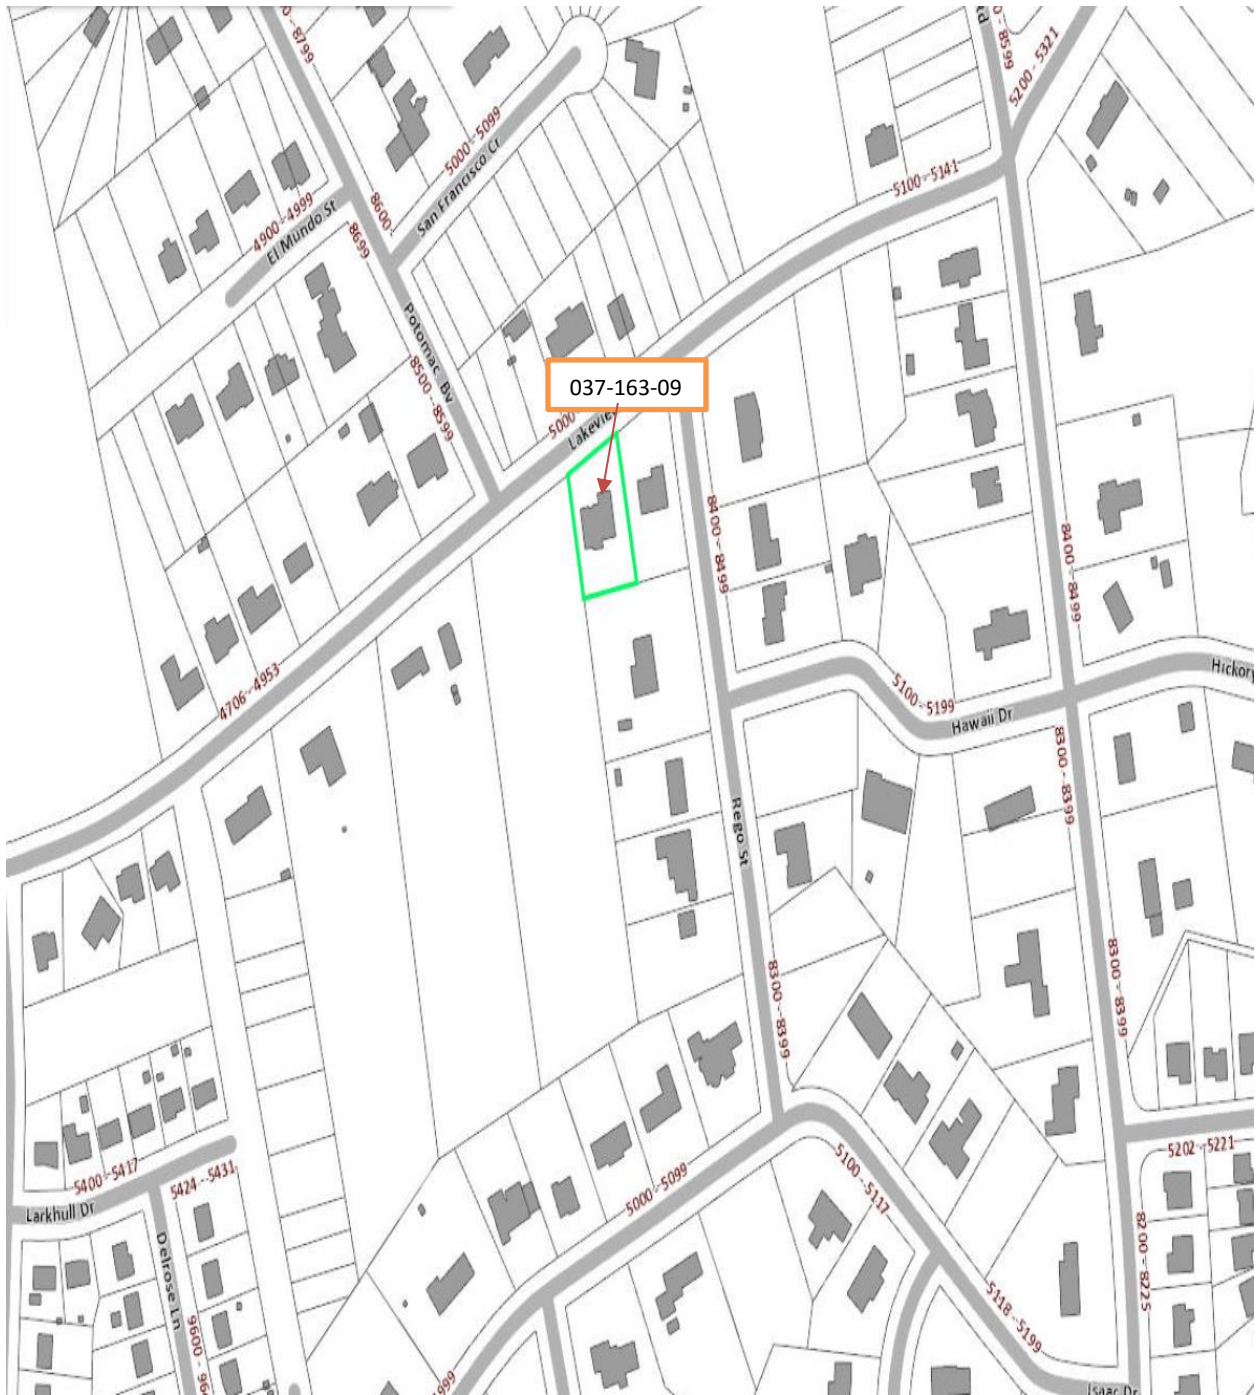 - 8799
5200 - 5321
- 8599
5000 - 5099
San Francisco Cr
5100 - 5141
8600
4900 - 4999
El Mundo St
8699
Potomac Bv
8500 - 8599
037-163-09
5000
8400 - 8499
8400 - 8499
4706 - 4953
5100 - 5199
Hawaii Dr
Hickory
8300 - 8399
Rego St
8300 - 8399
8300 - 8399
5400 - 5417
5424 - 5431
Larkhull Dr
5000 - 5099
5100 - 5117
5202 - 5221
Delrose Ln
8200 - 8225
5118 - 5199
9600 -
Isaac Dr